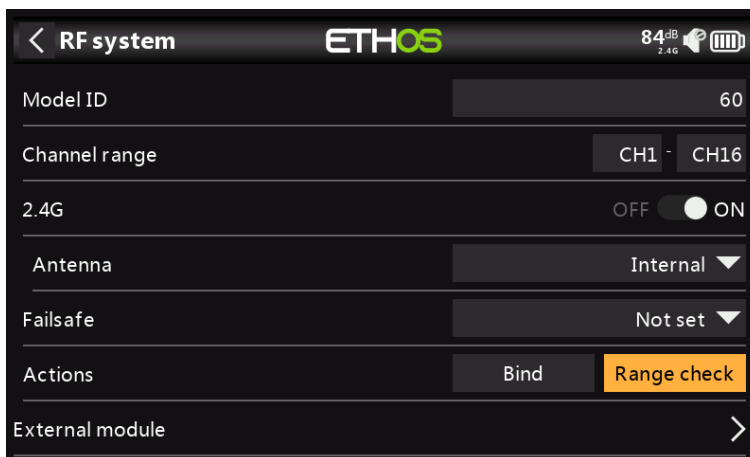 RF system ETHOS 84dB 2.4G
Model ID 60
Channel range CH1 - CH16
2.4G OFF ON
Antenna Internal
Failsafe Not set
Actions Bind Range check
External module